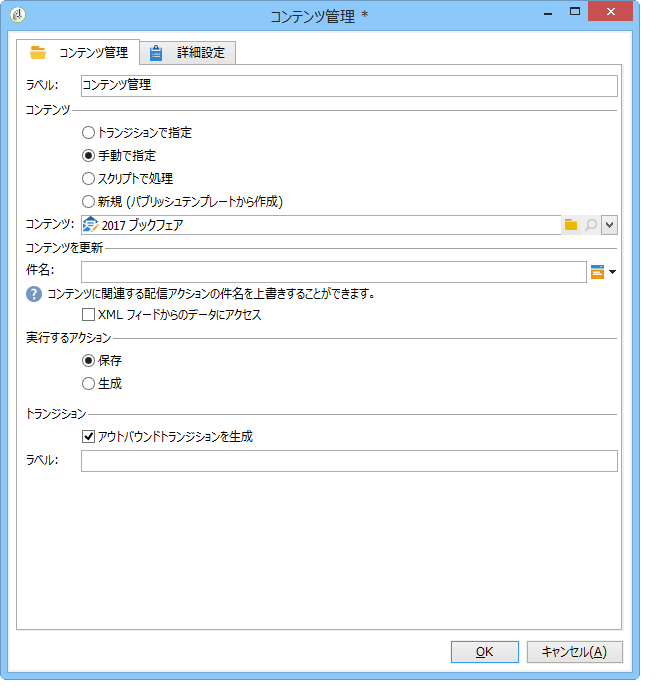 コンテンツ管理 *
コンテンツ管理 詳細設定
ラベル: コンテンツ管理
コンテンツ
トランジションで指定
手動で指定
スクリプトで処理
新規 (パブリッシュテンプレートから作成)
コンテンツ: 2017 ブックフェア
コンテンツを更新
件名:
? コンテンツに関連する配信アクションの件名を上書きすることができます。
XML フィードからのデータにアクセス
実行するアクション
保存
生成
トランジション
アウトバウンドトランジションを生成
ラベル:
OK キャンセル(A)